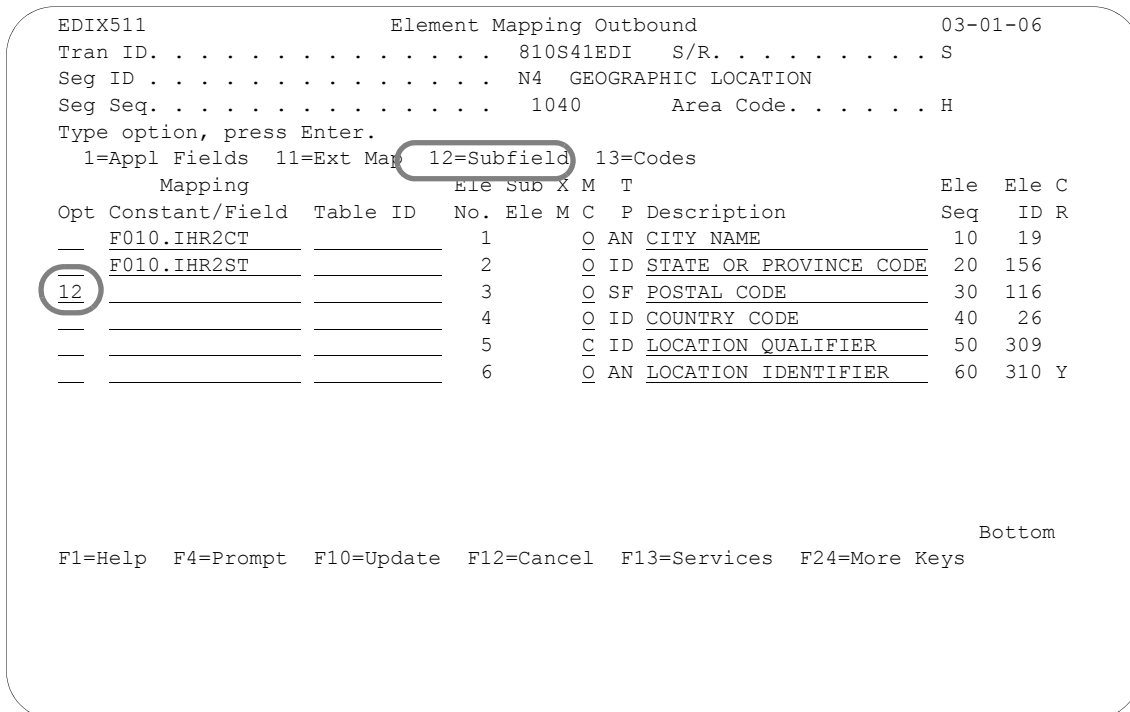 EDIX511 Element Mapping Outbound 03-01-06
Tran ID. . . . . . . . . . . . . . 810S41EDI S/R. . . . . . . . . S
Seg ID . . . . . . . . . . . . . . N4 GEOGRAPHIC LOCATION
Seg Seq. . . . . . . . . . . . . . 1040 Area Code. . . . . . H
Type option, press Enter.
1=Appl Fields 11=Ext Map 12=Subfield 13=Codes
Mapping Ele Sub X M T Ele Ele C
Opt Constant/Field Table ID No. Ele M C P Description Seq ID R
F010.IHR2CT 1 O AN CITY NAME 10 19
F010.IHR2ST 2 O ID STATE OR PROVINCE CODE 20 156
12 3 O SF POSTAL CODE 30 116
4 O ID COUNTRY CODE 40 26
5 C ID LOCATION QUALIFIER 50 309
6 O AN LOCATION IDENTIFIER 60 310 Y
Bottom
F1=Help F4=Prompt F10=Update F12=Cancel F13=Services F24=More Keys